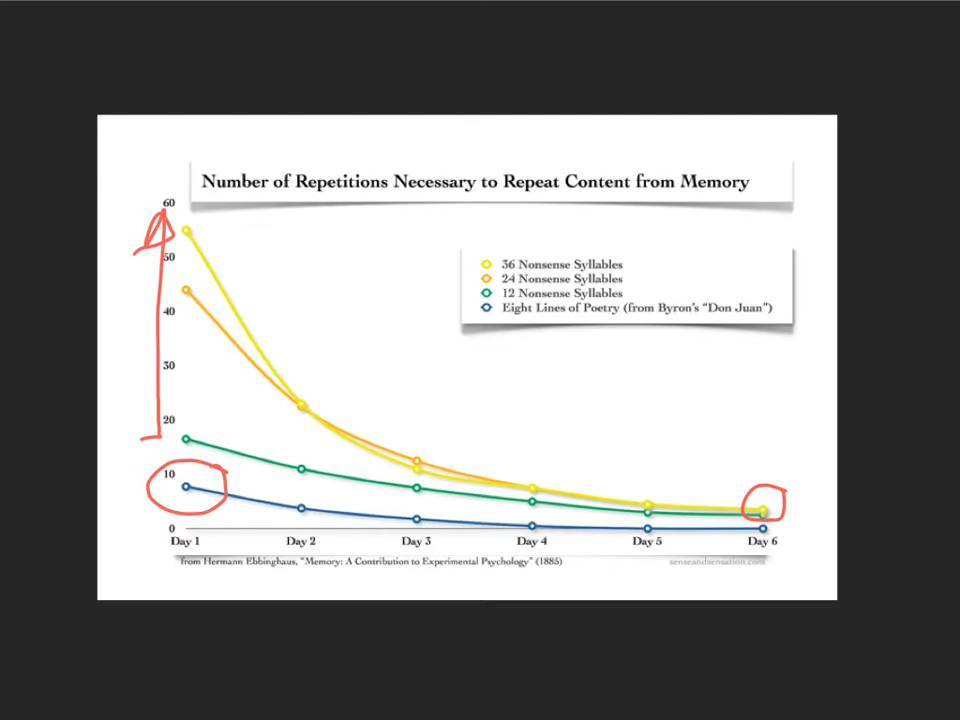 Number of Repetitions Necessary to Repeat Content from Memory
60
50
40
30
20
10
0
36 Nonsense Syllables
24 Nonsense Syllables
12 Nonsense Syllables
Eight Lines of Poetry (from Byron's "Don Juan")
Day 1 Day 2 Day 3 Day 4 Day 5 Day 6
from Hermann Ebbinghaus, "Memory: A Contribution to Experimental Psychology" (1885)
senseandsensation.com